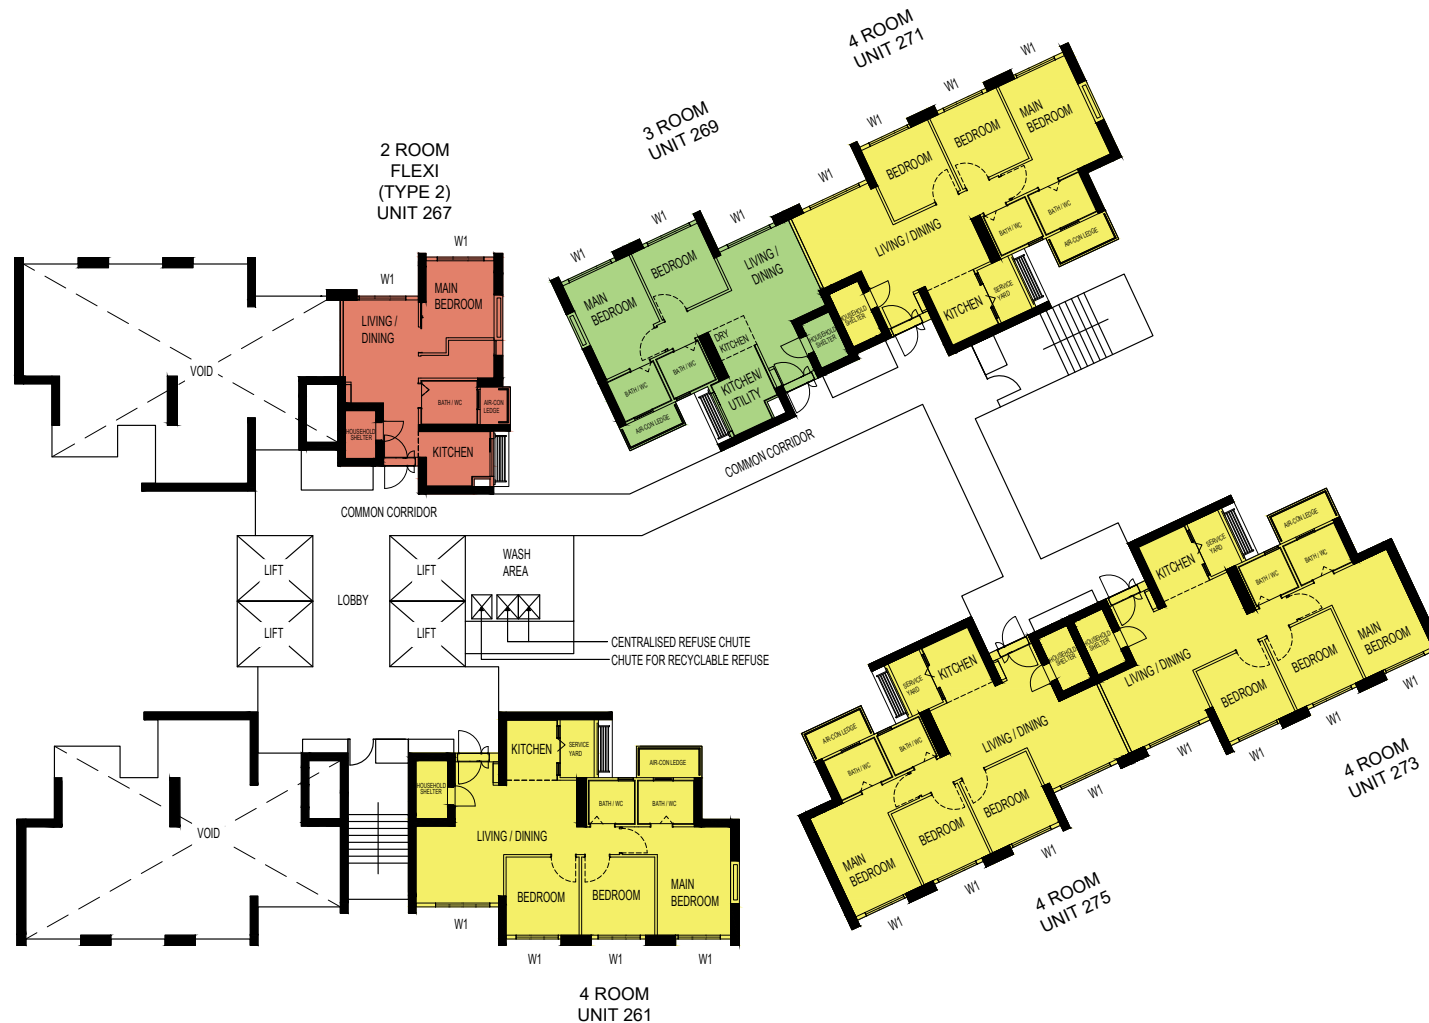 4 ROOM
UNIT 271
W1
W1
W1
W1
MAIN
BEDROOM
BEDROOM
BEDROOM
LIVING / DINING
BATH / WC
BATH / WC
AIR-CON LEDGE
KITCHEN
SERVICE
YARD
HOUSEHOLD
SHELTER
3 ROOM
UNIT 269
W1
W1
W1
MAIN
BEDROOM
BEDROOM
LIVING /
DINING
DRY
KITCHEN
KITCHEN/
UTILITY
BATH / WC
BATH / WC
AIR-CON LEDGE
HOUSEHOLD
SHELTER
2 ROOM
FLEXI
(TYPE 2)
UNIT 267
W1
W1
MAIN
BEDROOM
LIVING /
DINING
BATH / WC
AIR-CON
LEDGE
HOUSEHOLD
SHELTER
KITCHEN
VOID
COMMON CORRIDOR
COMMON CORRIDOR
LIFT
LIFT
LOBBY
LIFT
LIFT
WASH
AREA
CENTRALISED REFUSE CHUTE
CHUTE FOR RECYCLABLE REFUSE
AIR-CON LEDGE
BATH / WC
BATH / WC
SERVICE
YARD
KITCHEN
HOUSEHOLD
SHELTER
LIVING / DINING
BEDROOM
BEDROOM
MAIN
BEDROOM
W1
W1
W1
W1
4 ROOM
UNIT 273
KITCHEN
SERVICE
YARD
HOUSEHOLD
SHELTER
AIR-CON LEDGE
BATH / WC
BATH / WC
LIVING / DINING
BEDROOM
BEDROOM
MAIN
BEDROOM
W1
W1
W1
W1
4 ROOM
UNIT 275
VOID
KITCHEN
SERVICE
YARD
AIR-CON LEDGE
HOUSEHOLD
SHELTER
BATH / WC
BATH / WC
LIVING / DINING
BEDROOM
BEDROOM
MAIN
BEDROOM
W1
W1
W1
W1
4 ROOM
UNIT 261